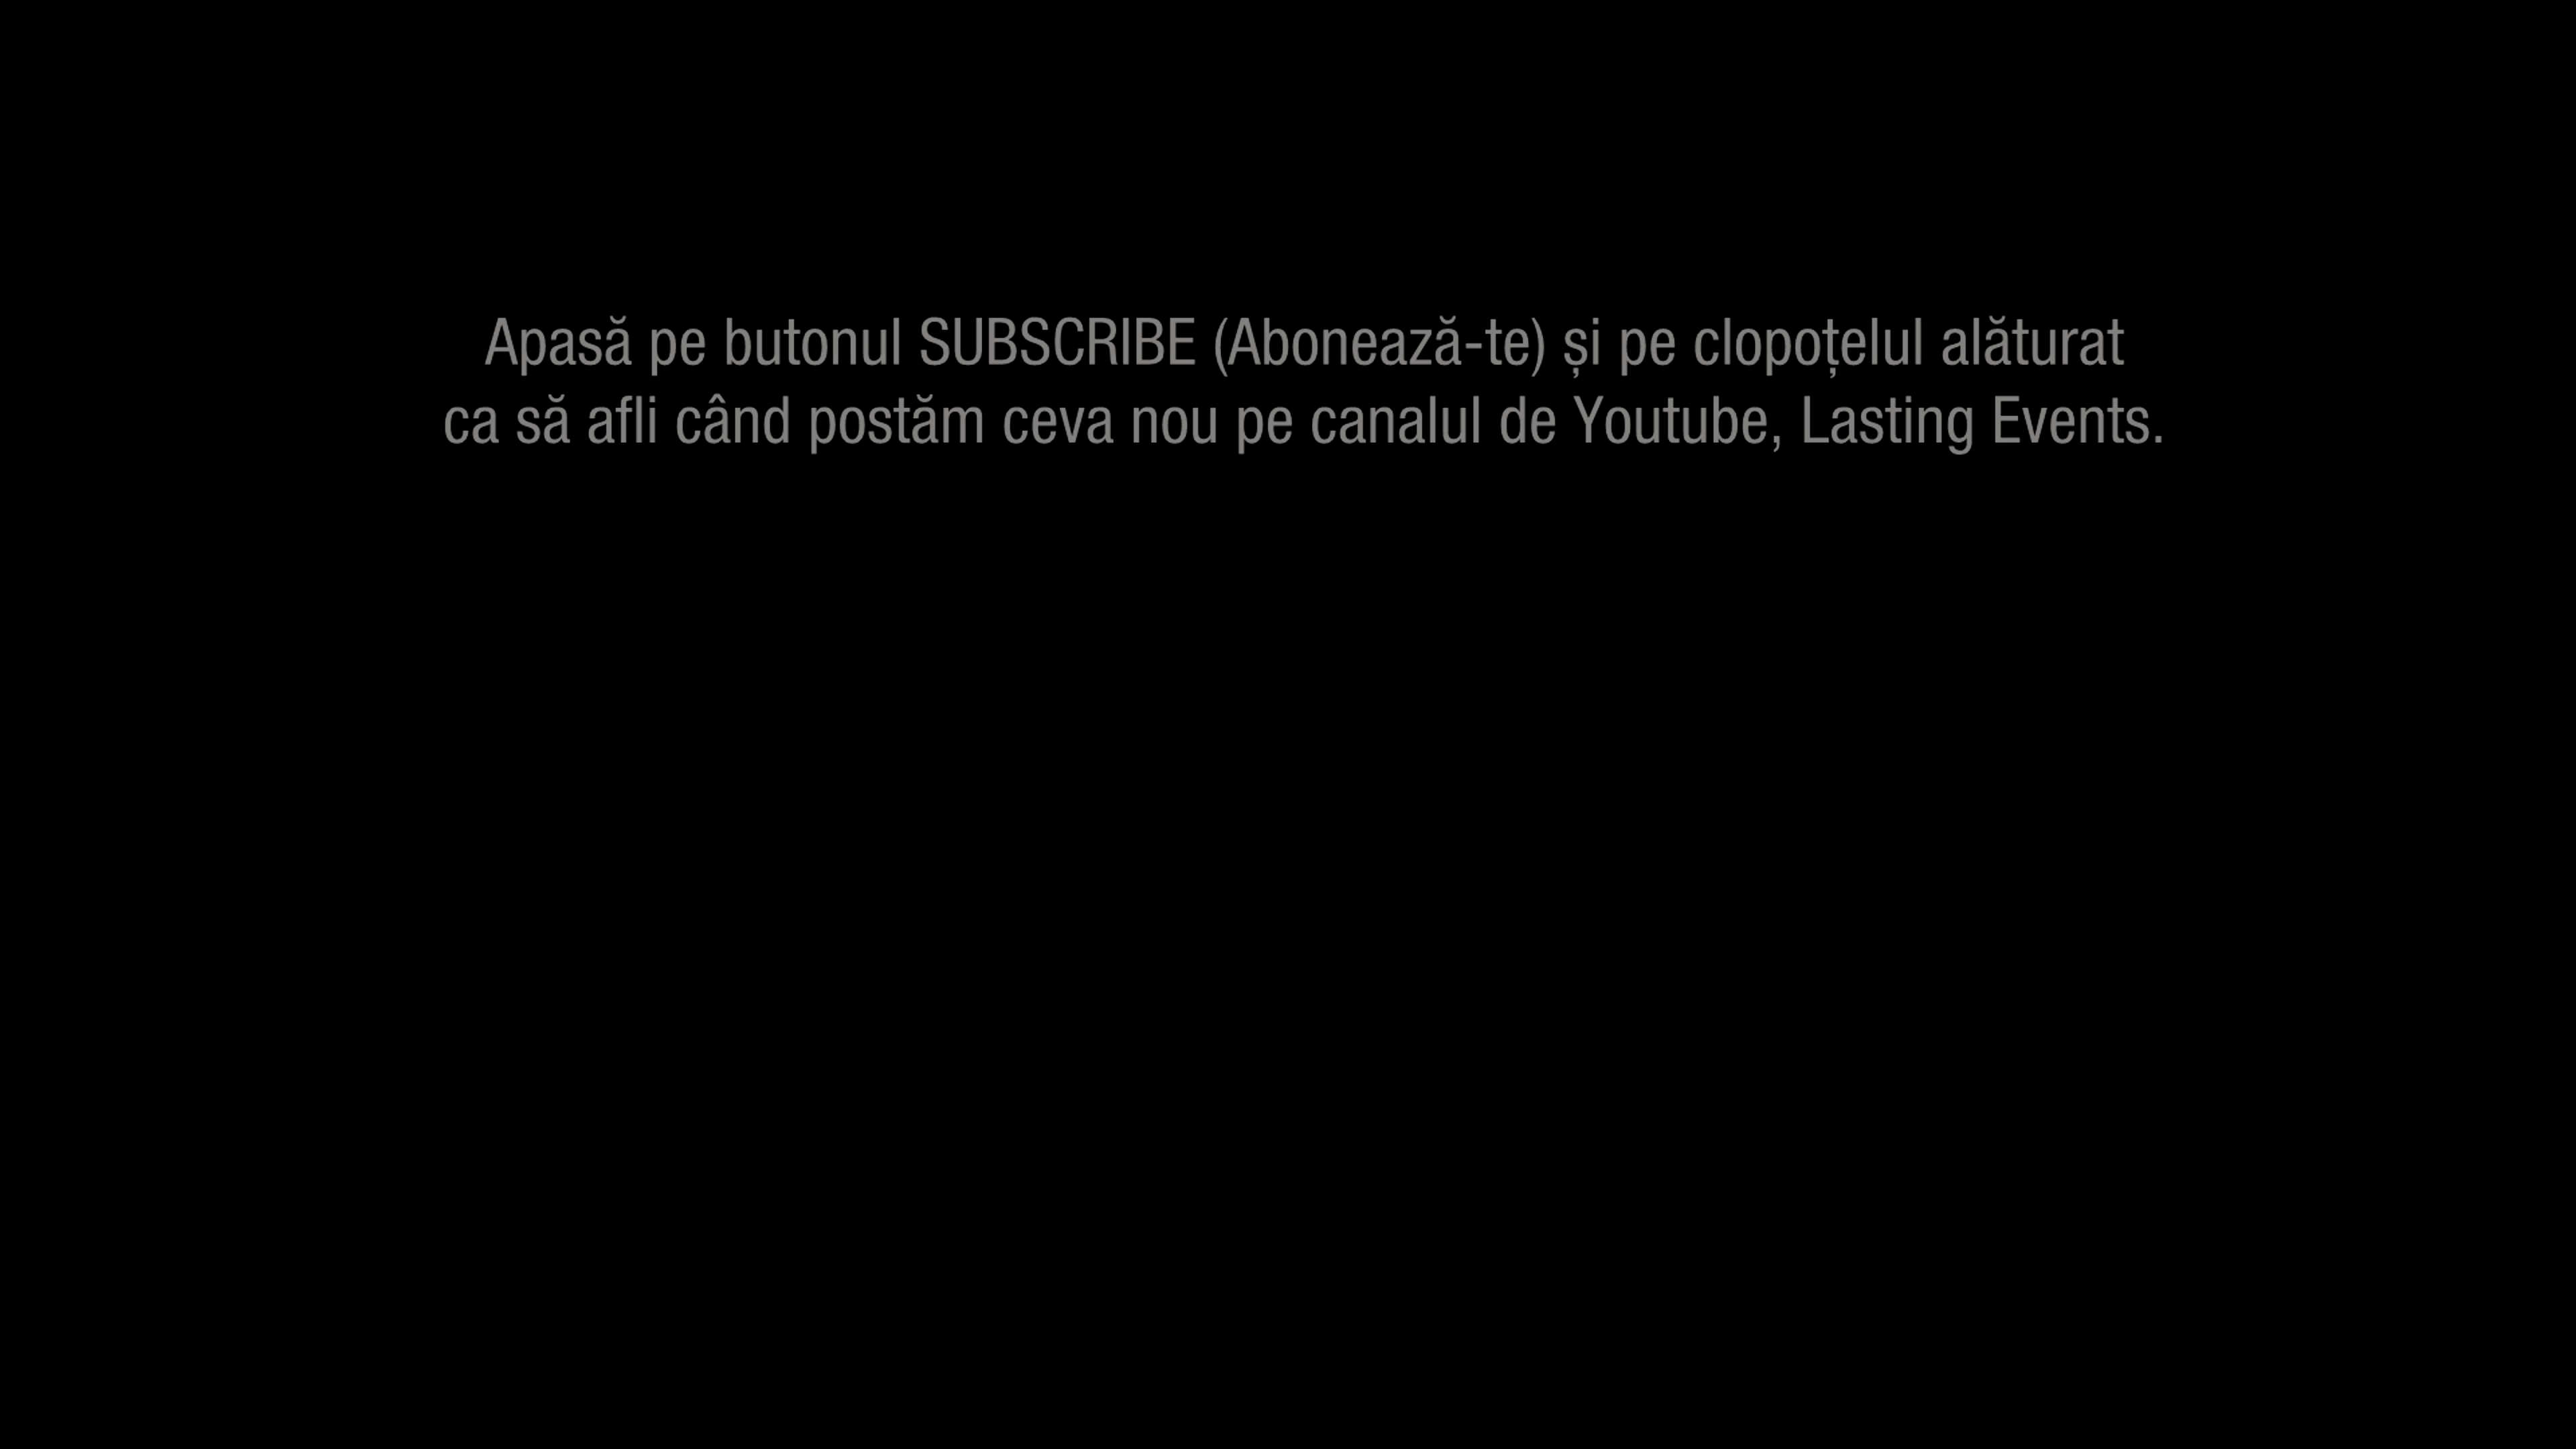 Apasă pe butonul SUBSCRIBE (Abonează-te) și pe clopoțelul alăturat
ca să afli când postăm ceva nou pe canalul de Youtube, Lasting Events.